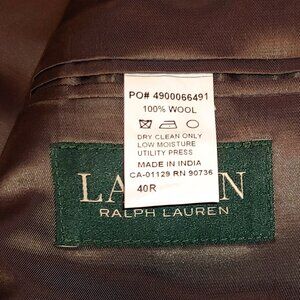 PO# 4900066491
100% WOOL
DRY CLEAN ONLY
LOW MOISTURE
UTILITY PRESS
MADE IN INDIA
CA-01129 RN 90736
40R
RALPH LAUREN